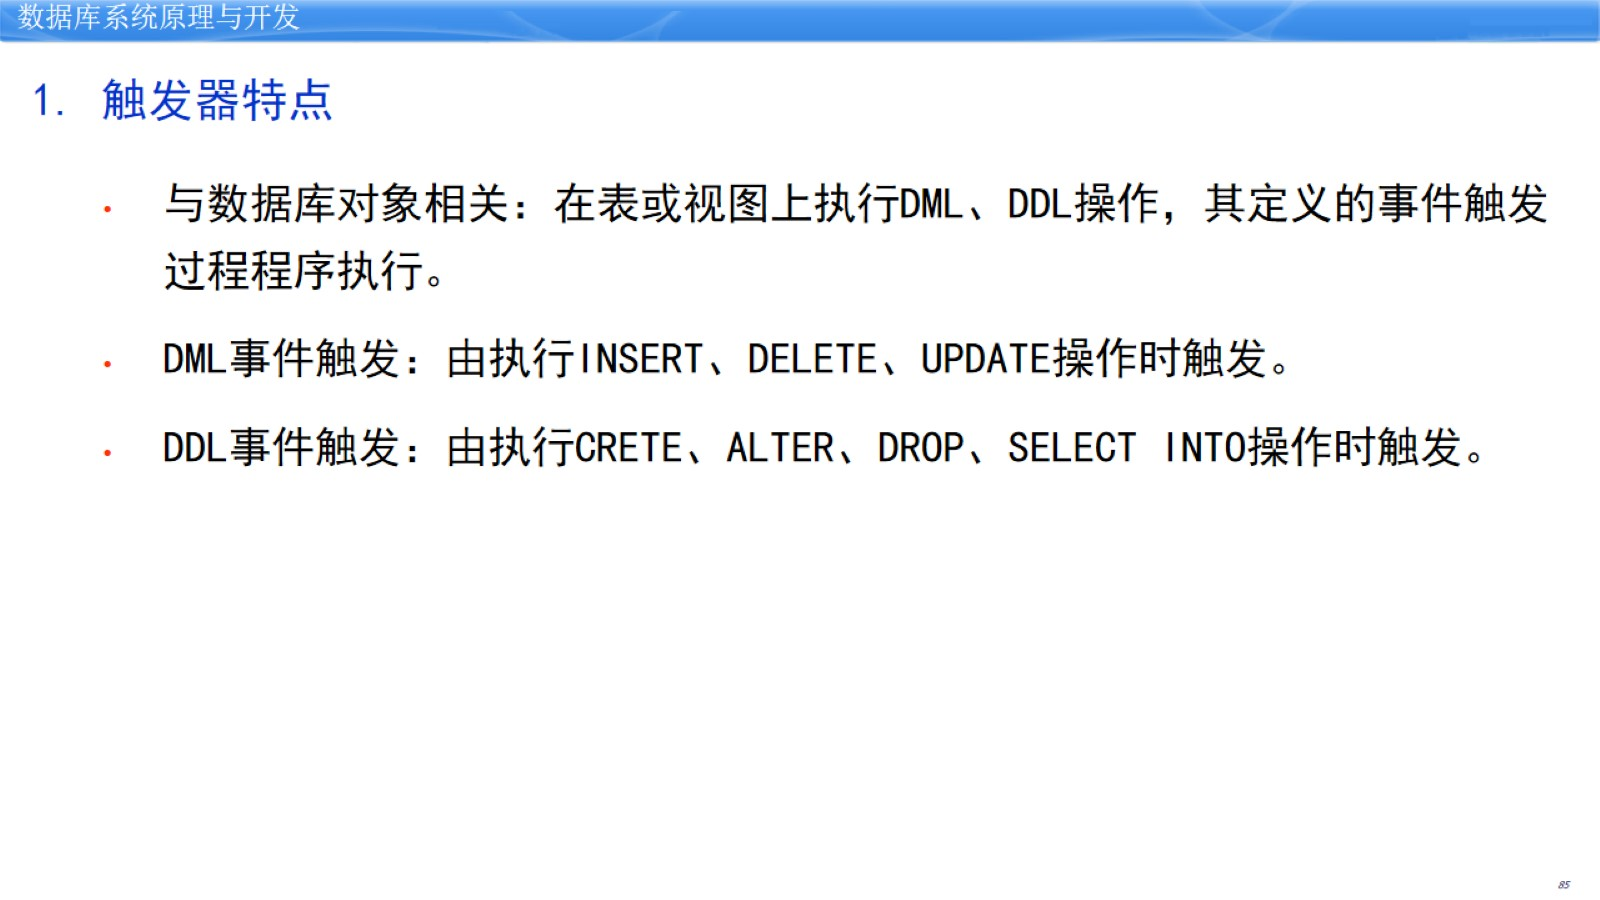 数据库系统原理与开发
1. 触发器特点
• 与数据库对象相关：在表或视图上执行DML、DDL操作，其定义的事件触发
过程程序执行。
• DML事件触发：由执行INSERT、DELETE、UPDATE操作时触发。
• DDL事件触发：由执行CRETE、ALTER、DROP、SELECT INTO操作时触发。
85